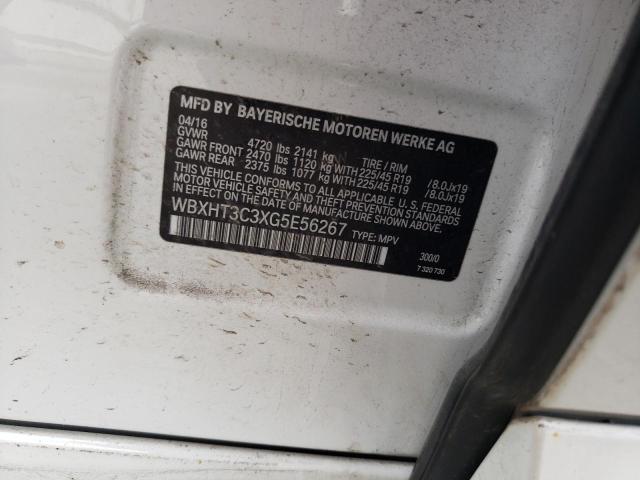 MFD BY BAYERISCHE MOTOREN WERKE AG
04/16
GVWR 4720 lbs 2141 kg TIRE / RIM
GAWR FRONT 2470 lbs 1120 kg WITH 225/45 R19 /8.0Jx19
GAWR REAR 2375 lbs 1077 kg WITH 225/45 R19 /8.0Jx19
THIS VEHICLE CONFORMS TO ALL APPLICABLE U.S. FEDERAL
MOTOR VEHICLE SAFETY AND THEFT PREVENTION STANDARDS
IN EFFECT ON THE DATE OF MANUFACTURE SHOWN ABOVE.
WBXHT3C3XG5E56267 TYPE: MPV
300/0
7 320 730